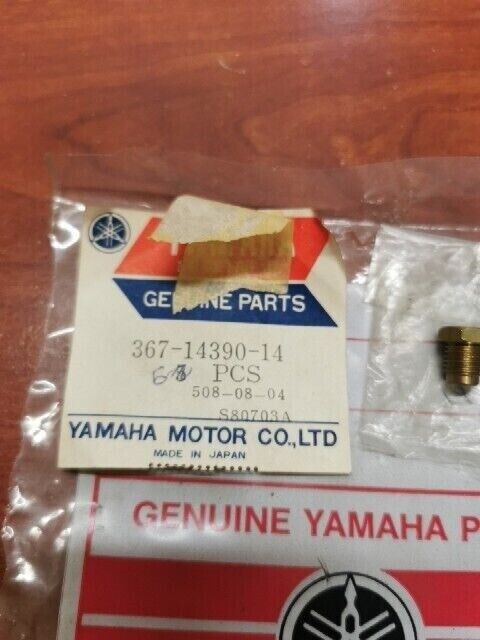 GENUINE PARTS
367-14390-14
PCS
508-08-04
S80703A
YAMAHA MOTOR CO.,LTD
MADE IN JAPAN
GENUINE YAMAHA P